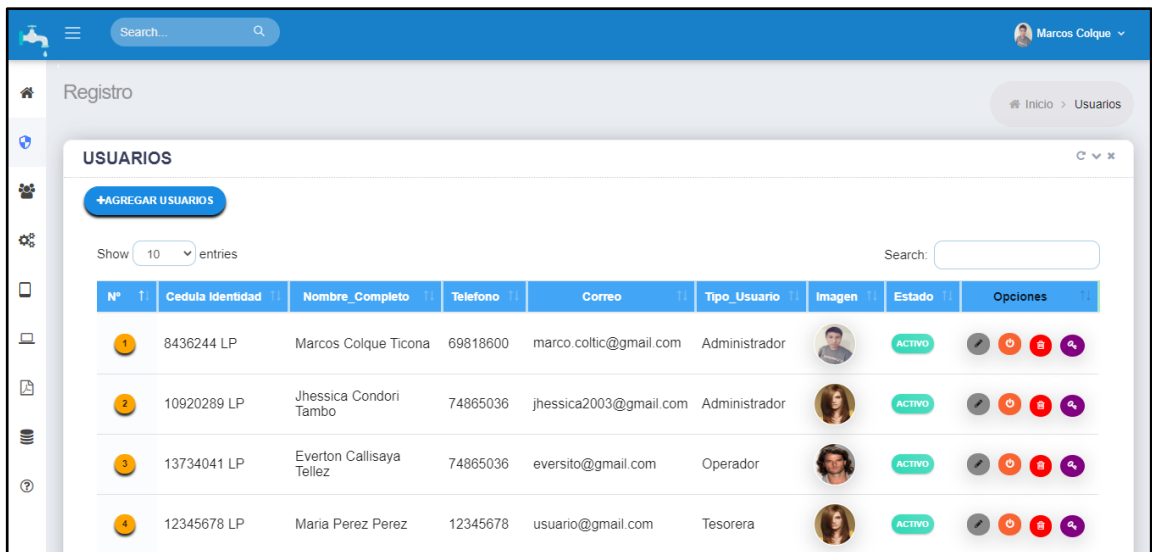 Search...
Marcos Colque
Registro
Inicio > Usuarios
USUARIOS
+AGREGAR USUARIOS
Show 10 entries
Search:
N° Cedula Identidad Nombre_Completo Telefono Correo Tipo_Usuario Imagen Estado Opciones
1 8436244 LP Marcos Colque Ticona 69818600 marco.coltic@gmail.com Administrador ACTIVO
2 10920289 LP Jhessica Condori Tambo 74865036 jhessica2003@gmail.com Administrador ACTIVO
3 13734041 LP Everton Callisaya Tellez 74865036 eversito@gmail.com Operador ACTIVO
4 12345678 LP Maria Perez Perez 12345678 usuario@gmail.com Tesorera ACTIVO